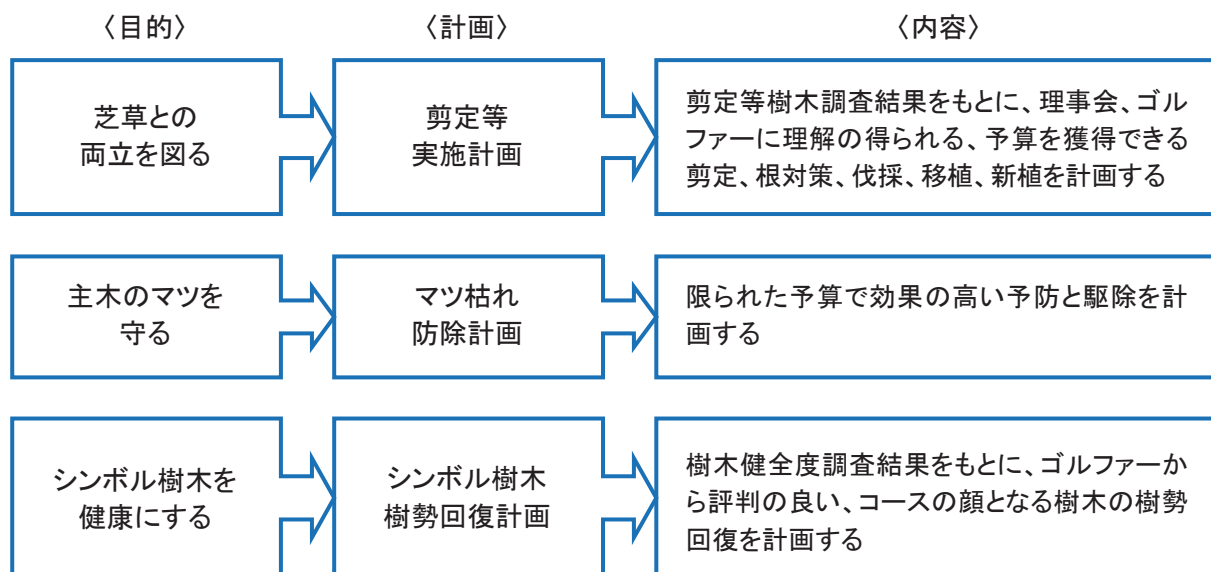 〈目的〉
〈計画〉
〈内容〉
芝草との
両立を図る
剪定等
実施計画
剪定等樹木調査結果をもとに、理事会、ゴル
ファーに理解の得られる、予算を獲得できる
剪定、根対策、伐採、移植、新植を計画する
主木のマツを
守る
マツ枯れ
防除計画
限られた予算で効果の高い予防と駆除を計
画する
シンボル樹木を
健康にする
シンボル樹木
樹勢回復計画
樹木健全度調査結果をもとに、ゴルファーか
ら評判の良い、コースの顔となる樹木の樹勢
回復を計画する